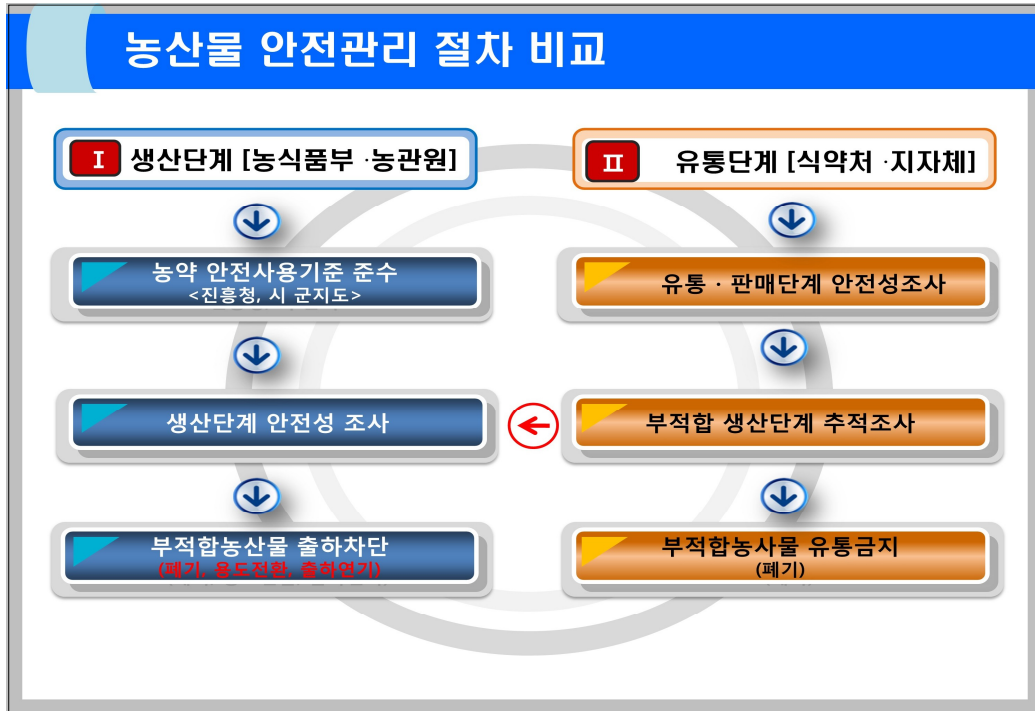 농산물 안전관리 절차 비교
I 생산단계 [농식품부 ·농관원]
농약 안전사용기준 준수
<진흥청, 시 군지도>
생산단계 안전성 조사
부적합농산물 출하차단
(폐기, 용도전환, 출하연기)
II 유통단계 [식약처 ·지자체]
유통 · 판매단계 안전성조사
부적합 생산단계 추적조사
부적합농사물 유통금지
(폐기)